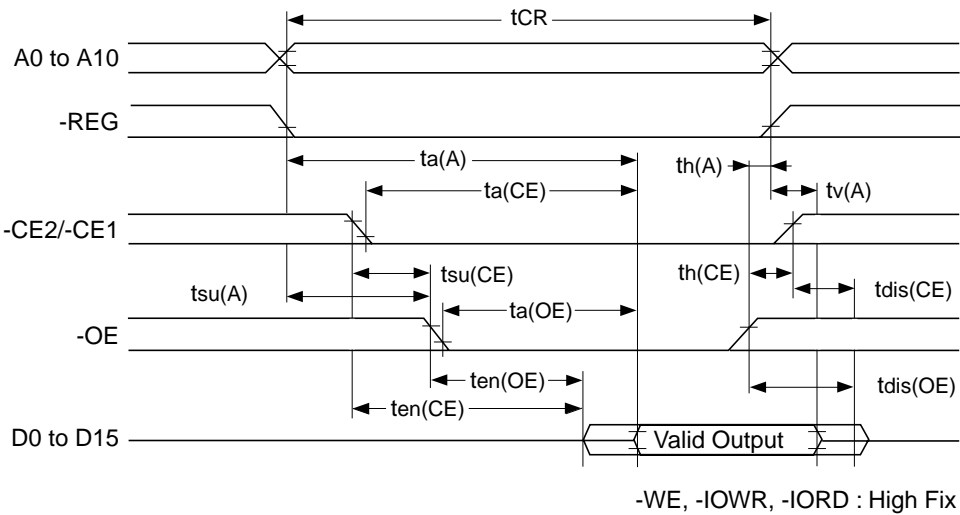 tCR
A0 to A10
-REG
ta(A)
th(A)
ta(CE)
tv(A)
-CE2/-CE1
tsu(CE)
th(CE)
tsu(A)
tdis(CE)
ta(OE)
-OE
ten(OE)
tdis(OE)
ten(CE)
D0 to D15
Valid Output
-WE, -IOWR, -IORD : High Fix